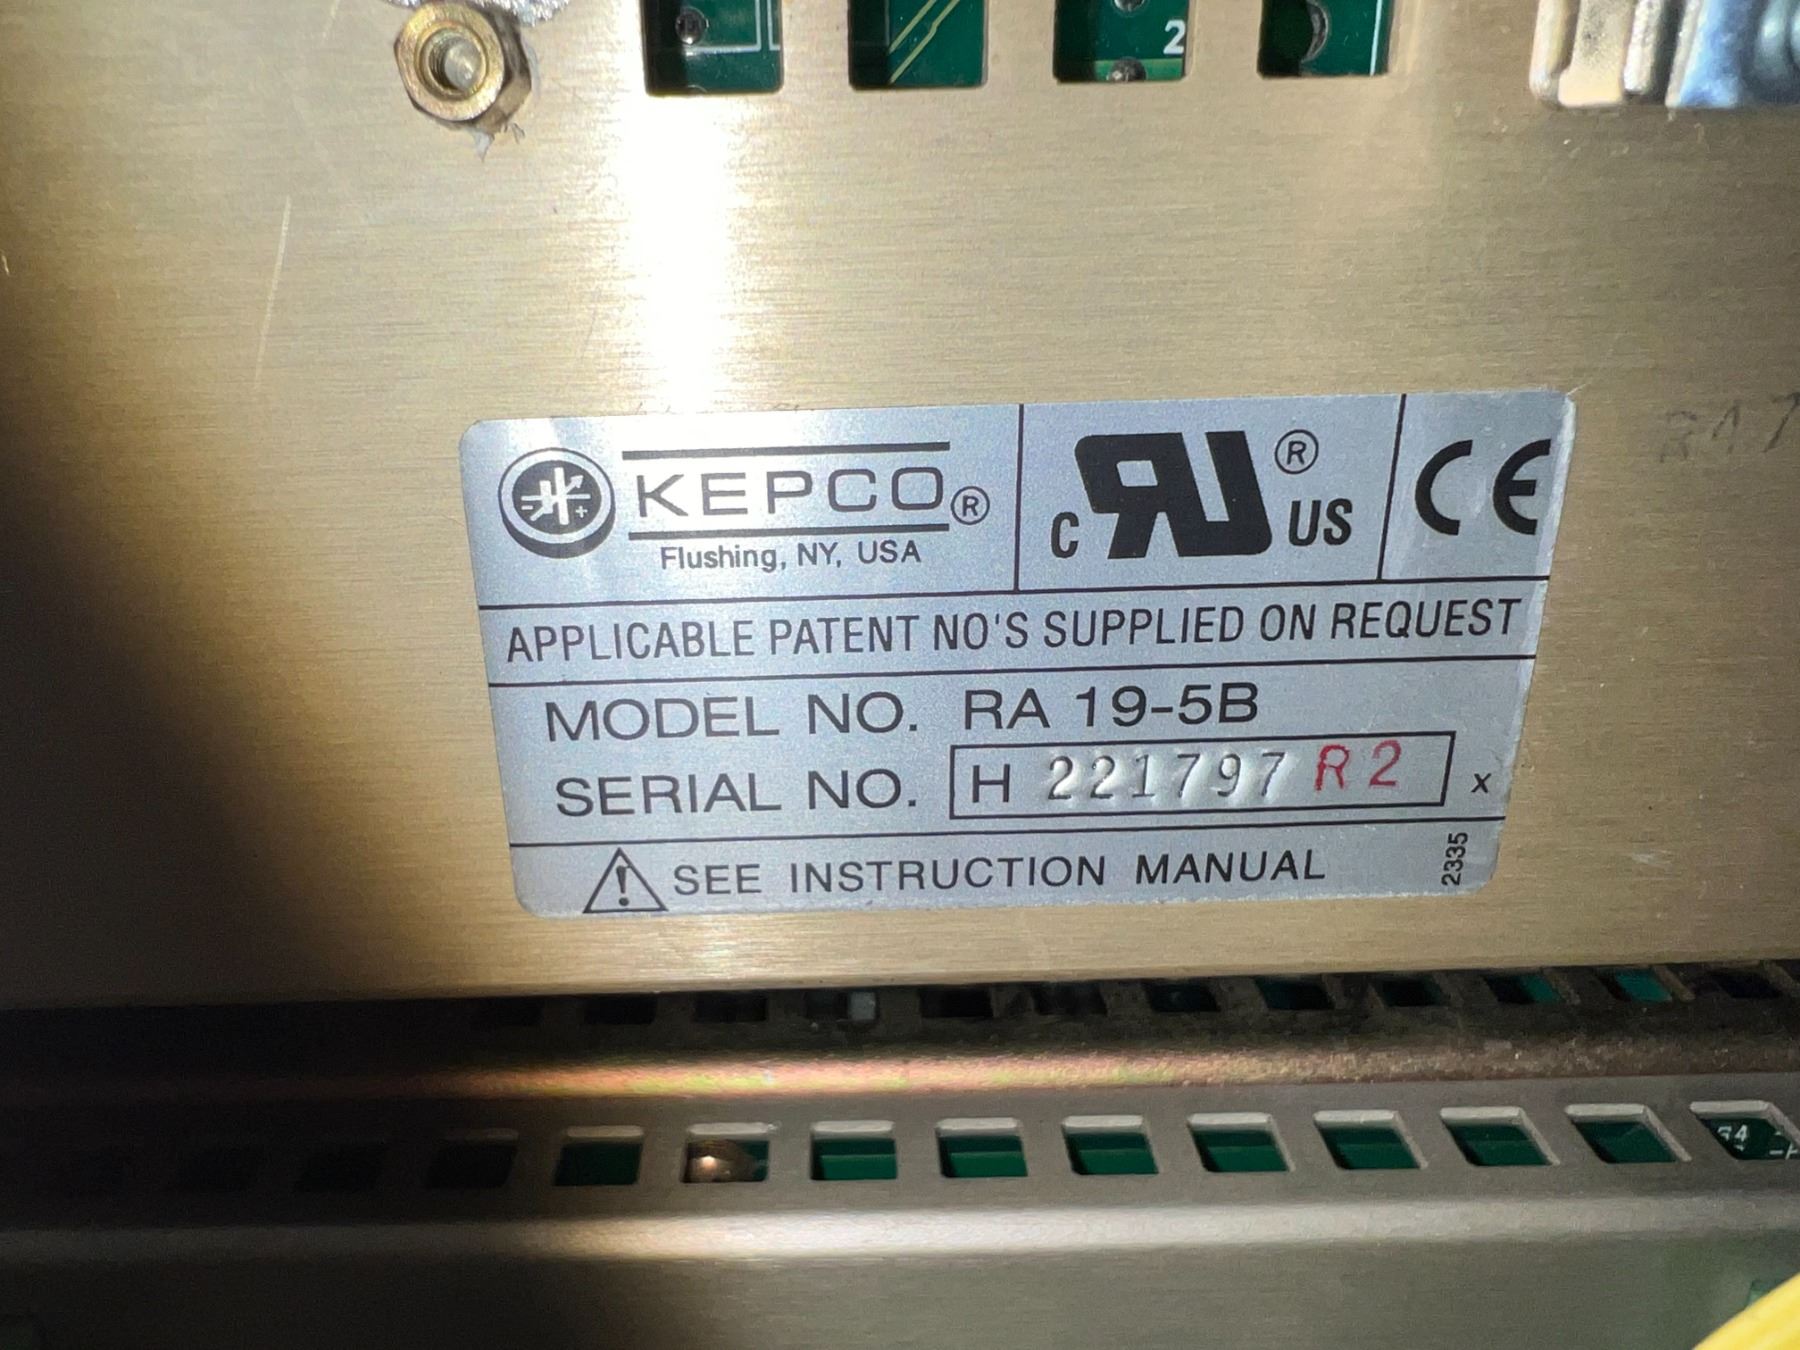 2
KEPCO®
Flushing, NY, USA
c RU ® US
CE
APPLICABLE PATENT NO'S SUPPLIED ON REQUEST
MODEL NO. RA 19-5B
SERIAL NO. H 221797 R2 x
SEE INSTRUCTION MANUAL
2335